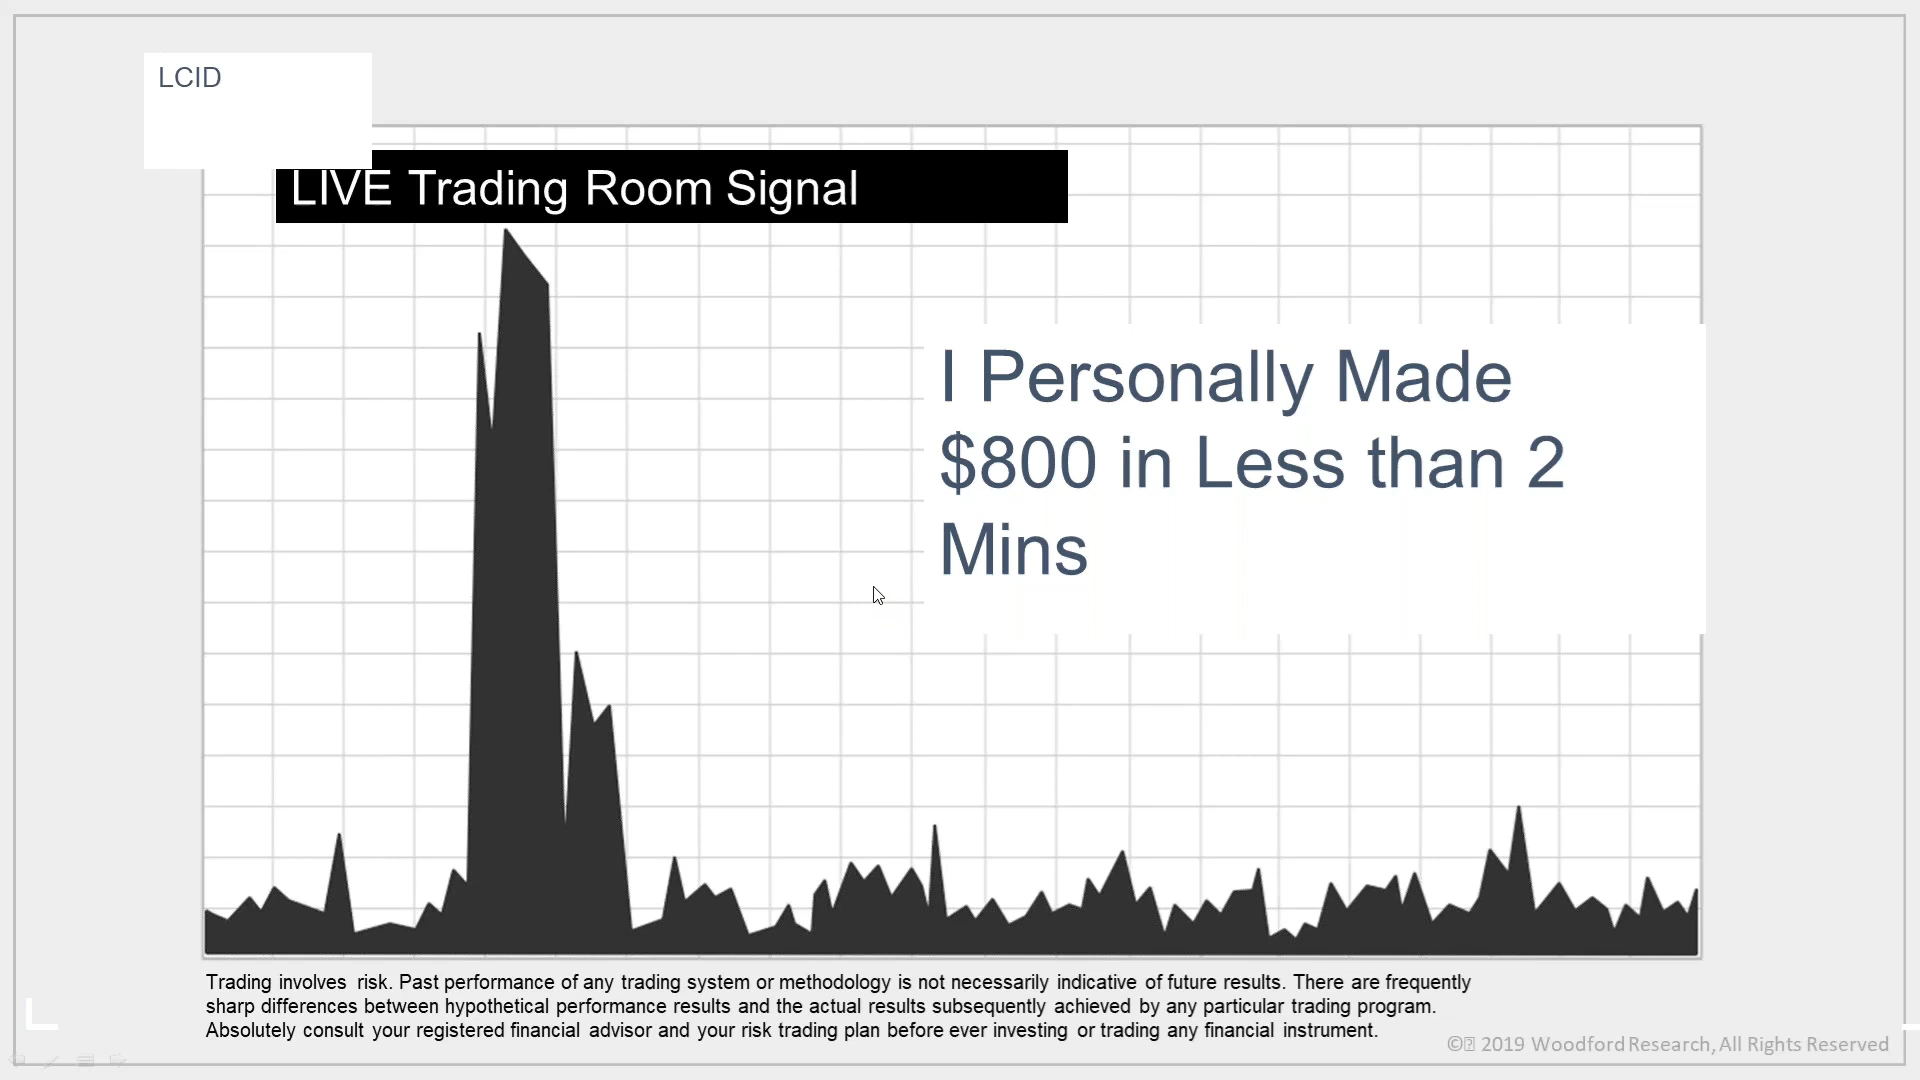 LCID
LIVE Trading Room Signal
I Personally Made
$800 in Less than 2
Mins
Trading involves risk. Past performance of any trading system or methodology is not necessarily indicative of future results. There are frequently
sharp differences between hypothetical performance results and the actual results subsequently achieved by any particular trading program.
Absolutely consult your registered financial advisor and your risk trading plan before ever investing or trading any financial instrument.
© 2019 Woodford Research, All Rights Reserved